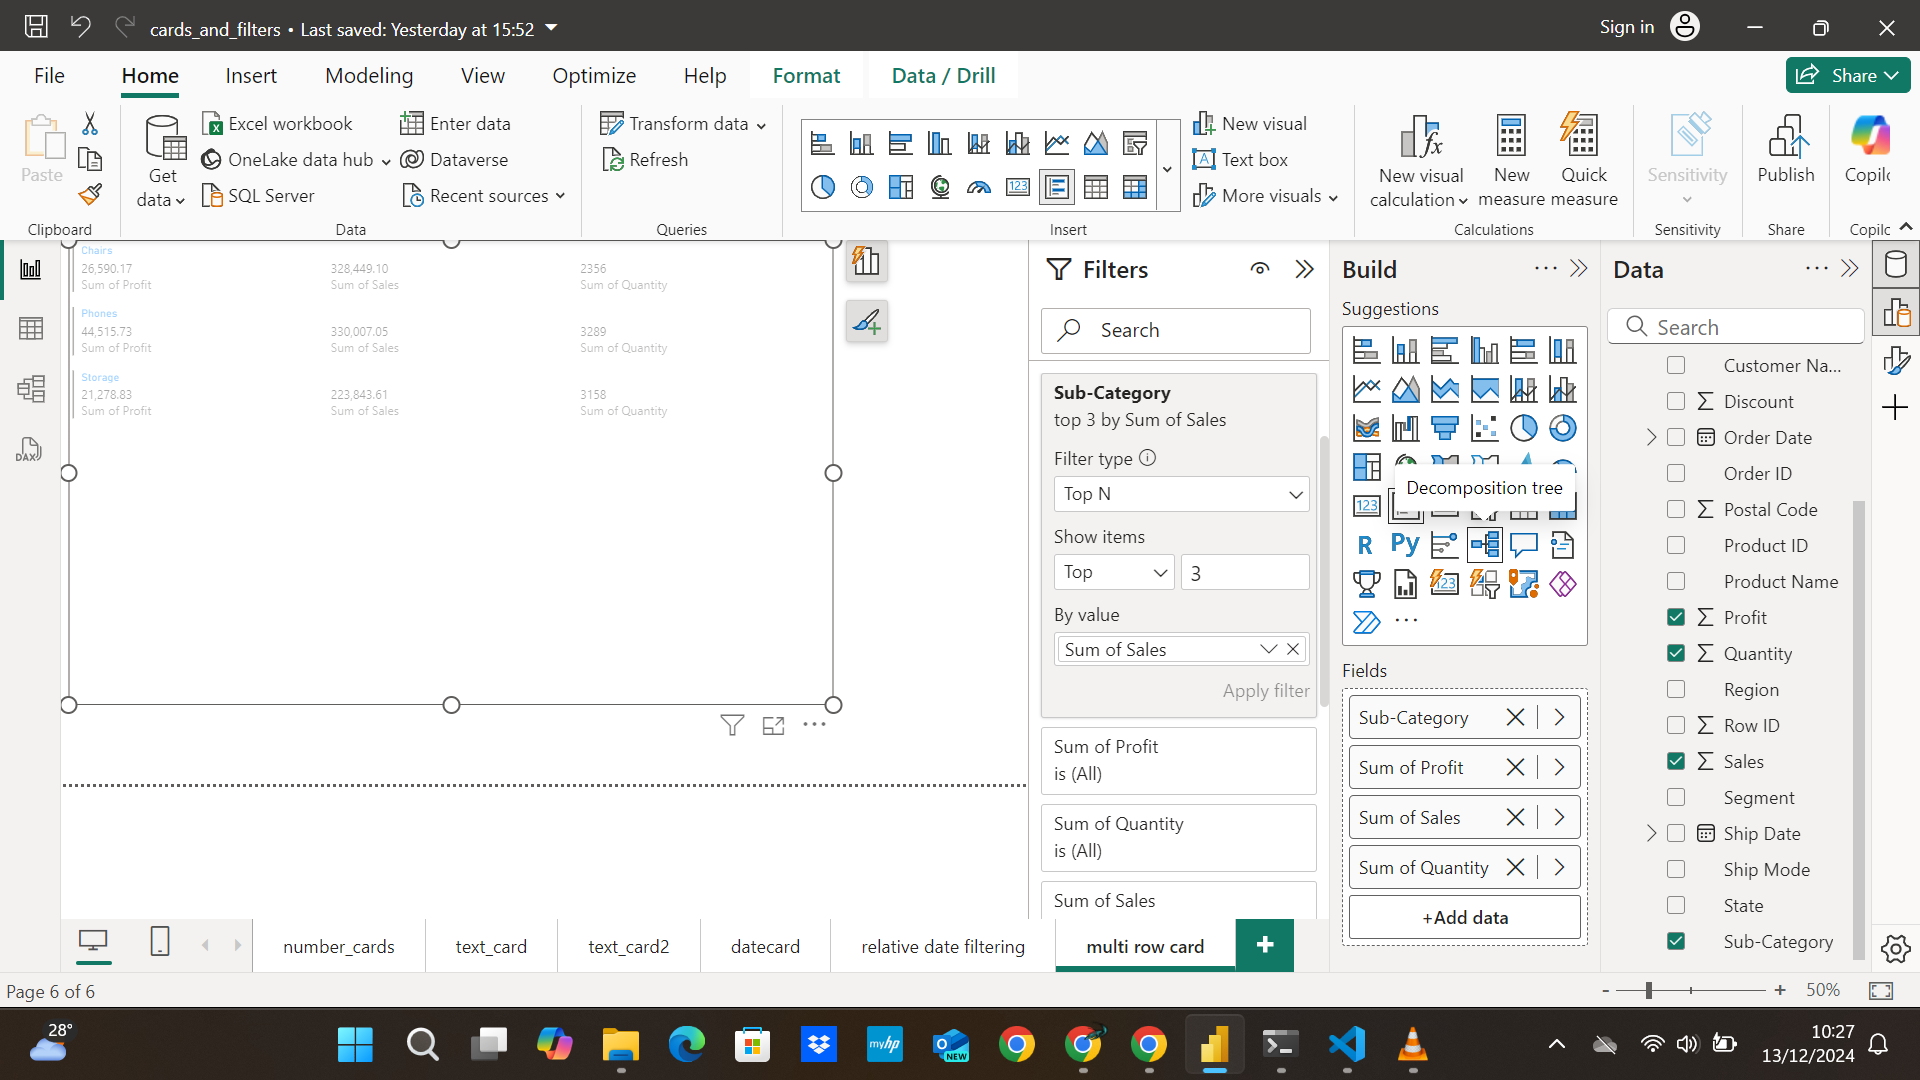 cards_and_filters • Last saved: Yesterday at 15:52
Sign in
File
Home
Insert
Modeling
View
Optimize
Help
Format
Data / Drill
Share
Paste
Clipboard
Get data
Excel workbook
OneLake data hub
SQL Server
Enter data
Dataverse
Recent sources
Data
Transform data
Refresh
Queries
New visual
Text box
More visuals
Insert
New visual calculation
New measure
Quick measure
Calculations
Sensitivity
Sensitivity
Publish
Share
Copilc
Copilc
Chairs
26,590.17
328,449.10
2356
Sum of Profit
Sum of Sales
Sum of Quantity
Phones
44,515.73
330,007.05
3289
Sum of Profit
Sum of Sales
Sum of Quantity
Storage
21,278.83
223,843.61
3158
Sum of Profit
Sum of Sales
Sum of Quantity
Filters
Search
Sub-Category
top 3 by Sum of Sales
Filter type
Top N
Show items
Top
3
By value
Sum of Sales
Apply filter
Sum of Profit
is (All)
Sum of Quantity
is (All)
Sum of Sales
Build
Suggestions
Decomposition tree
123
R
Py
123
Fields
Sub-Category
Sum of Profit
Sum of Sales
Sum of Quantity
+Add data
Data
Search
Customer Na...
Discount
Order Date
Order ID
Postal Code
Product ID
Product Name
Profit
Quantity
Region
Row ID
Sales
Segment
Ship Date
Ship Mode
State
Sub-Category
DAX
number_cards
text_card
text_card2
datecard
relative date filtering
multi row card
Page 6 of 6
50%
28°
myhp
NEW
10:27
13/12/2024